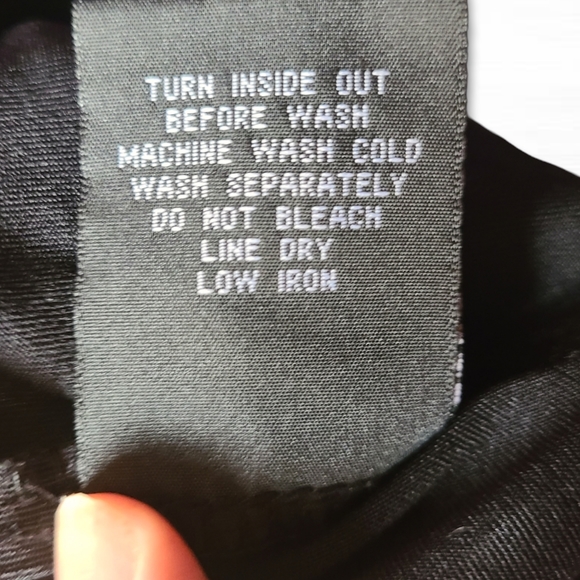 TURN INSIDE OUT
BEFORE WASH
MACHINE WASH COLD
WASH SEPARATELY
DO NOT BLEACH
LINE DRY
LOW IRON